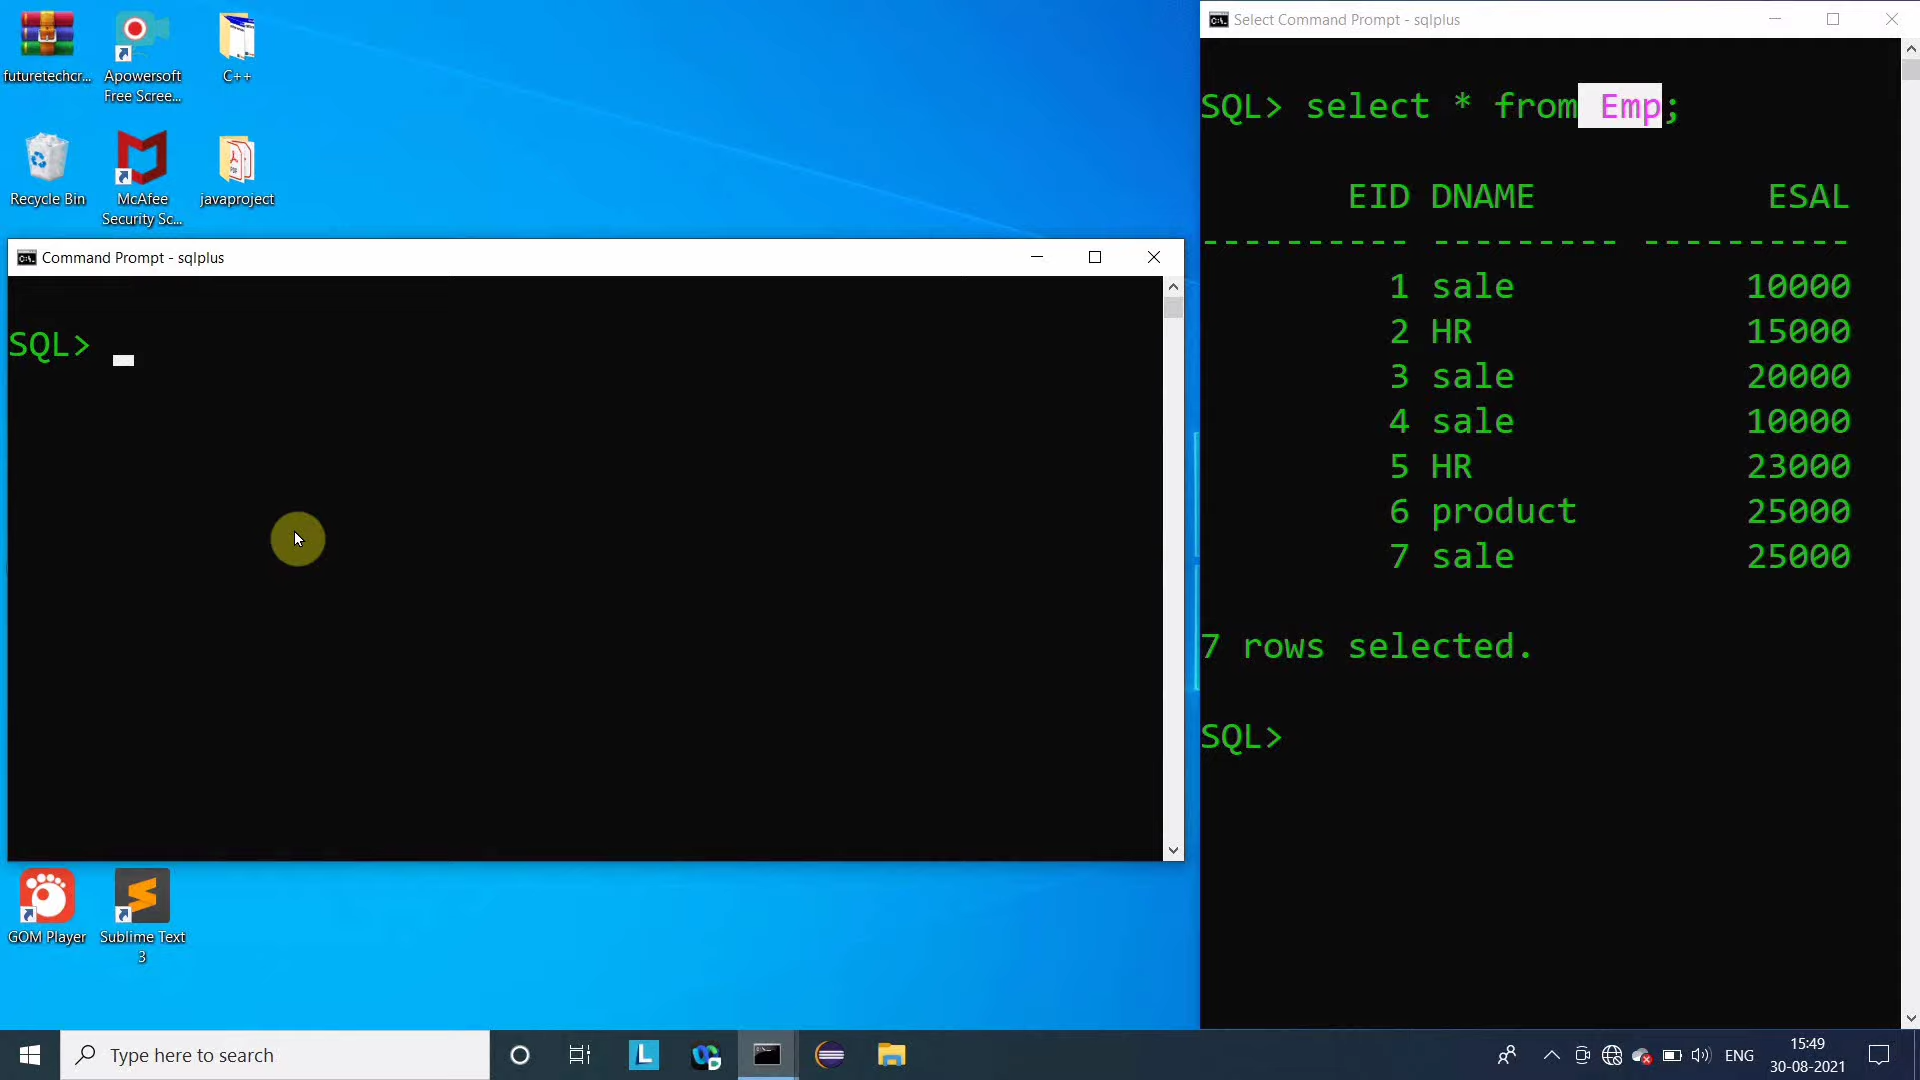 futuretechcr...
Apowersoft
Free Scree...
C++
Recycle Bin
McAfee
Security Sc...
javaproject
Command Prompt - sqlplus
SQL>
GOM Player
Sublime Text
3
Select Command Prompt - sqlplus
SQL> select * from Emp;
EID DNAME ESAL
---------- --------- ----------
1 sale 10000
2 HR 15000
3 sale 20000
4 sale 10000
5 HR 23000
6 product 25000
7 sale 25000
7 rows selected.
SQL>
Type here to search
L
ENG
15:49
30-08-2021